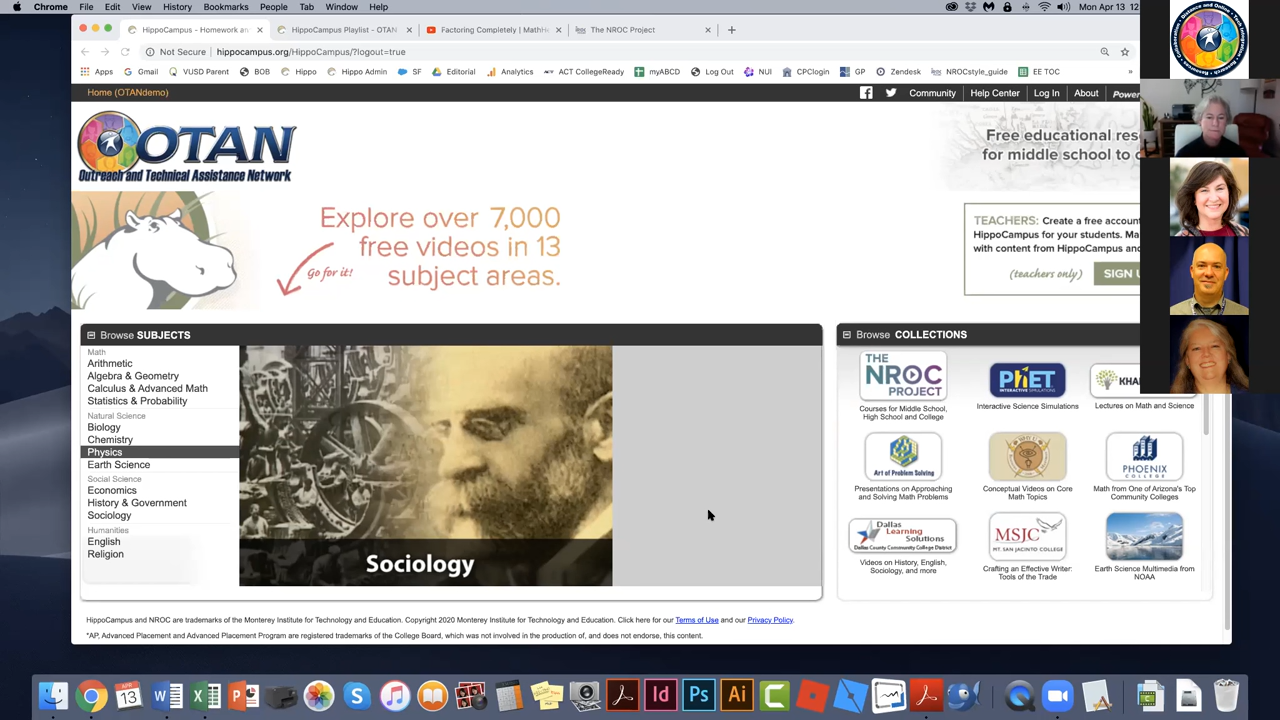 Chrome File Edit View History Bookmarks People Tab Window Help
Mon Apr 13 12
HippoCampus - Homework an
HippoCampus Playlist - OTAN
Factoring Completely | MathH
The NROC Project
Not Secure hippocampus.org/HippoCampus/?logout=true
Apps Gmail VUSD Parent BOB Hippo Hippo Admin SF Editorial Analytics ACT CollegeReady myABCD Log Out NUI CPClogin GP Zendesk NROCstyle_guide EE TOC »
Home (OTANdemo)
Community Help Center Log In About Powe
OTAN
Outreach and Technical Assistance Network
Free educational res
for middle school to c
Explore over 7,000
free videos in 13
subject areas.
Go for it!
TEACHERS: Create a free accoun
HippoCampus for your students. Ma
with content from HippoCampus and
(teachers only) SIGN U
Browse SUBJECTS
Math
Arithmetic
Algebra & Geometry
Calculus & Advanced Math
Statistics & Probability
Natural Science
Biology
Chemistry
Physics
Earth Science
Social Science
Economics
History & Government
Sociology
Humanities
English
Religion
Sociology
Browse COLLECTIONS
THE
NROC
PROJECT
Courses for Middle School,
High School and College
PhET
INTERACTIVE SIMULATIONS
Interactive Science Simulations
KHA
Lectures on Math and Science
Art of Problem Solving
Presentations on Approaching
and Solving Math Problems
Conceptual Videos on Core
Math Topics
PHOENIX
COLLEGE
Math from One of Arizona's Top
Community Colleges
Dallas
Learning
Solutions
Dallas County Community College District
Videos on History, English,
Sociology, and more
MSJC
MT. SAN JACINTO COLLEGE
Crafting an Effective Writer:
Tools of the Trade
Earth Science Multimedia from
NOAA
HippoCampus and NROC are trademarks of the Monterey Institute for Technology and Education. Copyright 2020 Monterey Institute for Technology and Education. Click here for our Terms of Use and our Privacy Policy.
*AP, Advanced Placement and Advanced Placement Program are registered trademarks of the College Board, which was not involved in the production of, and does not endorse, this content.
APR
13
Id Ps Ai